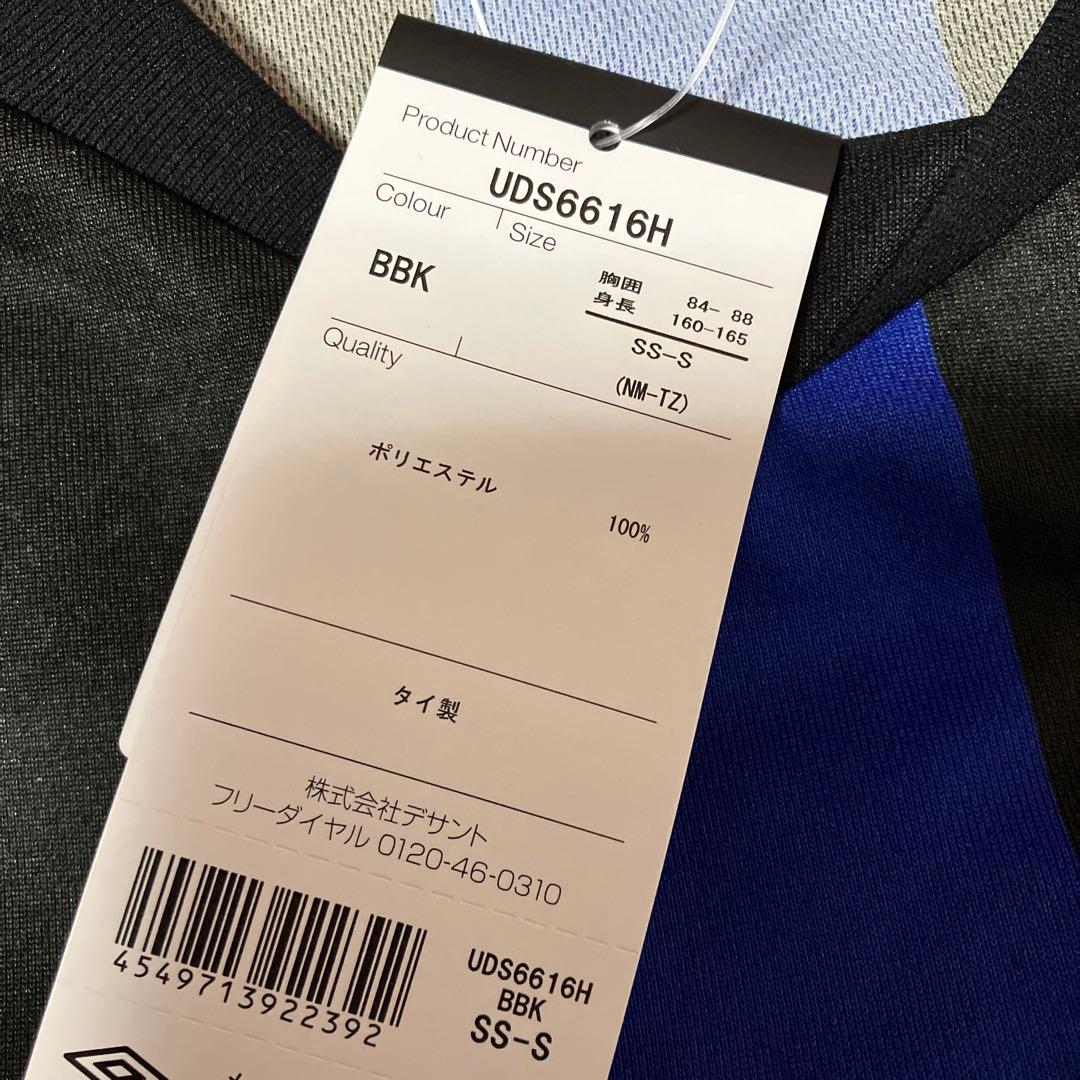 Product Number
UDS6616H
Colour
Size
BBK
胸囲 84- 88
身長 160-165
SS-S
(NM-TZ)
Quality
ポリエステル
100%
タイ製
株式会社デサント
フリーダイヤル 0120-46-0310
4549713922392
UDS6616H
BBK
SS-S